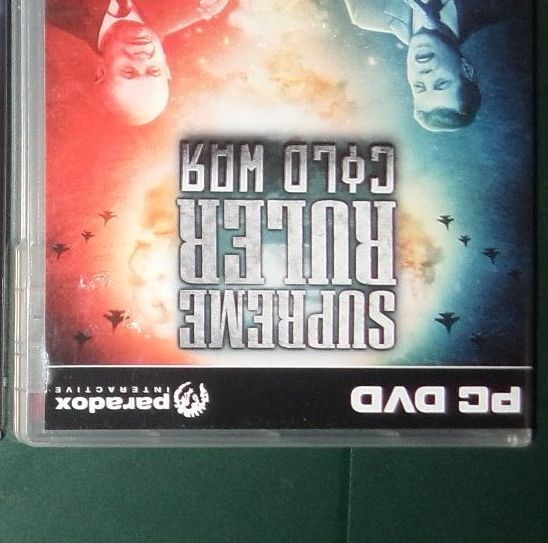 PC DVD
paradox
INTERACTIVE
SUPREME
RULER
COLD WAR